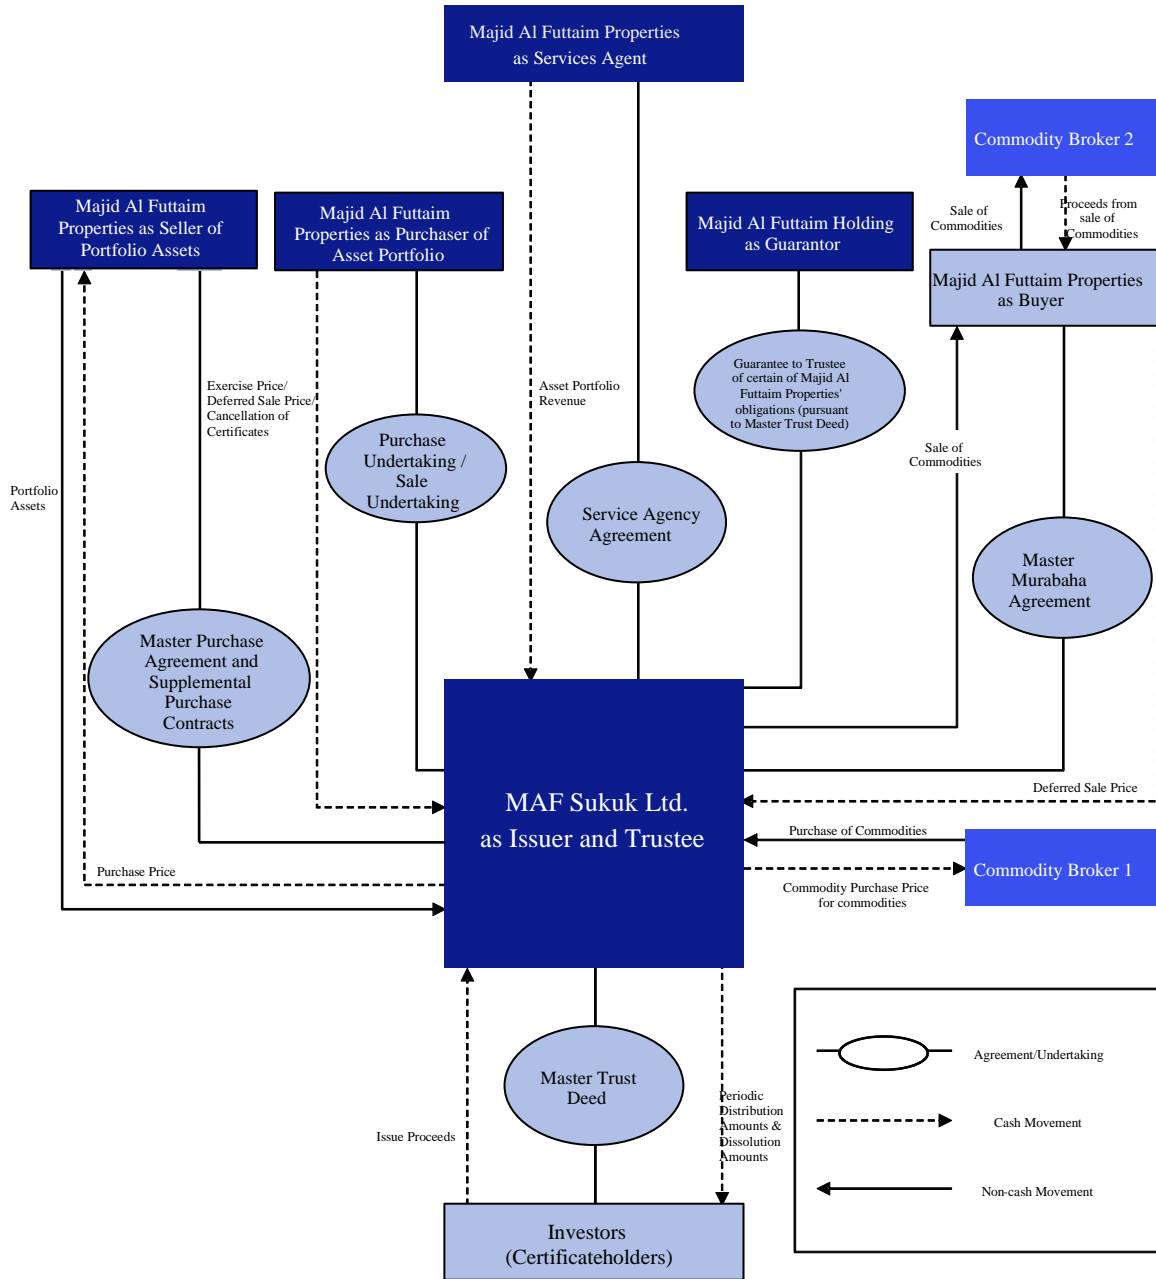 Majid Al Futtaim Properties
as Services Agent
Commodity Broker 2
Majid Al Futtaim
Properties as Seller of
Portfolio Assets
Majid Al Futtaim
Properties as Purchaser of
Asset Portfolio
Majid Al Futtaim Holding
as Guarantor
Sale of
Commodities
Proceeds from
sale of
Commodities
Majid Al Futtaim Properties
as Buyer
Exercise Price/
Deferred Sale Price/
Cancellation of
Certificates
Asset Portfolio
Revenue
Guarantee to Trustee
of certain of Majid Al
Futtaim Properties'
obligations (pursuant
to Master Trust Deed)
Purchase
Undertaking /
Sale
Undertaking
Sale of
Commodities
Portfolio
Assets
Service Agency
Agreement
Master
Murabaha
Agreement
Master Purchase
Agreement and
Supplemental
Purchase
Contracts
MAF Sukuk Ltd.
as Issuer and Trustee
Deferred Sale Price
Purchase of Commodities
Purchase Price
Commodity Broker 1
Commodity Purchase Price
for commodities
Master Trust
Deed
Issue Proceeds
Periodic
Distribution
Amounts &
Dissolution
Amounts
Investors
(Certificateholders)
Agreement/Undertaking
Cash Movement
Non-cash Movement